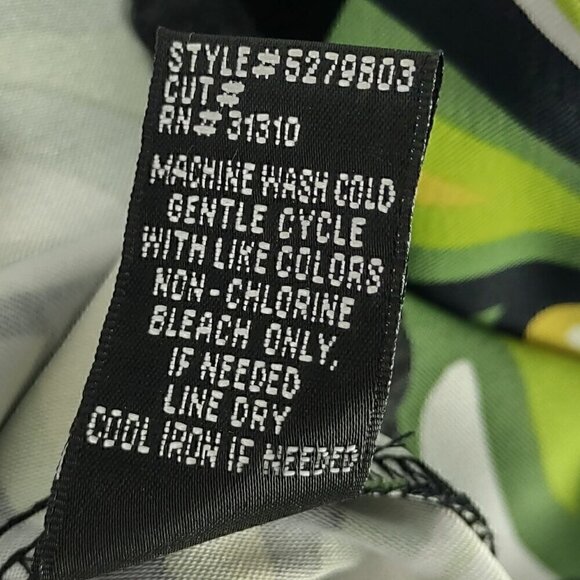 STYLE# 5279803
CUT#
RN# 31310
MACHINE WASH COLD
GENTLE CYCLE
WITH LIKE COLORS
NON-CHLORINE
BLEACH ONLY,
IF NEEDED
LINE DRY
COOL IRON IF NEEDED